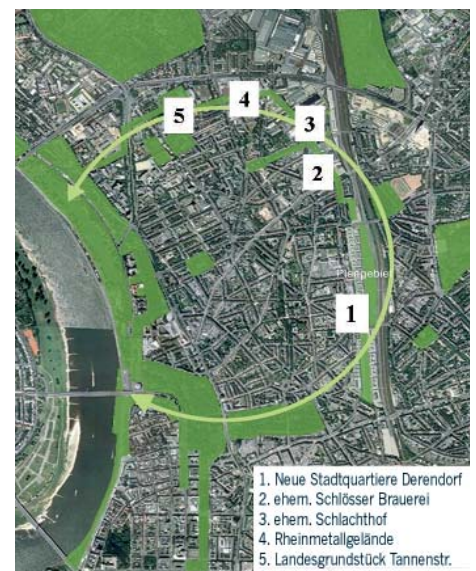 5
4
3
2
Plangebiet
1
1. Neue Stadtquartiere Derendorf
2. ehem. Schlösser Brauerei
3. ehem. Schlachthof
4. Rheinmetallgelände
5. Landesgrundstück Tannenstr.